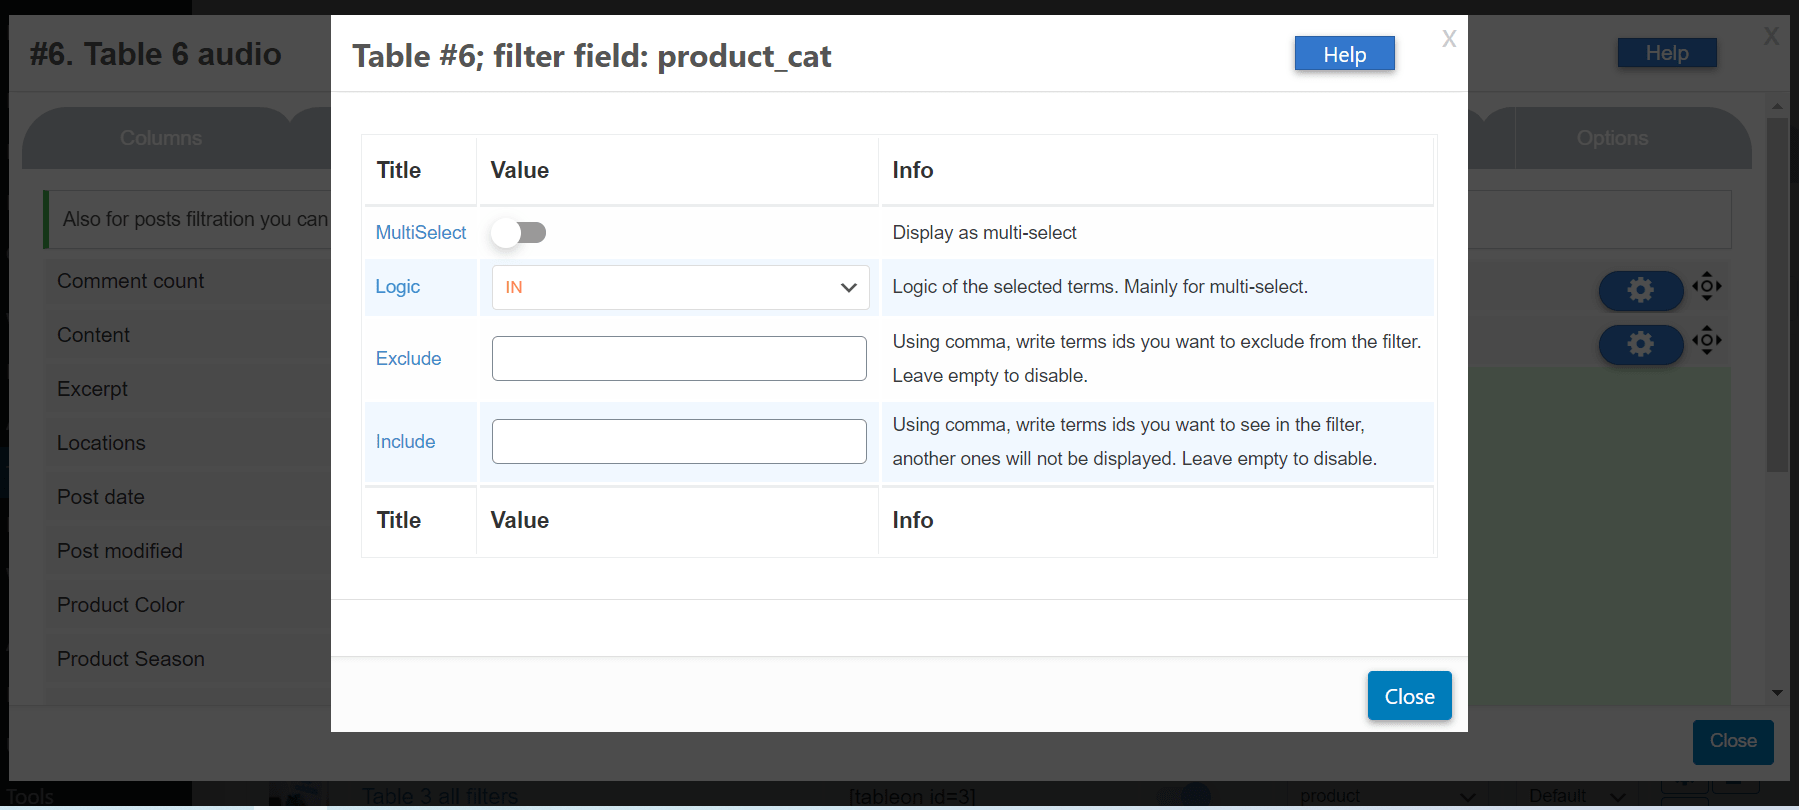 #6. Table 6 audio
Help
X
Columns
Options
Also for posts filtration you can
Comment count
Content
Excerpt
Locations
Post date
Post modified
Product Color
Product Season
Close
Table #6; filter field: product_cat
Help
X
Title Value Info
MultiSelect Display as multi-select
Logic IN Logic of the selected terms. Mainly for multi-select.
Exclude Using comma, write terms ids you want to exclude from the filter.
Leave empty to disable.
Include Using comma, write terms ids you want to see in the filter,
another ones will not be displayed. Leave empty to disable.
Title Value Info
Close
Tools
Table 3 all filters [tableon id=3] product Default